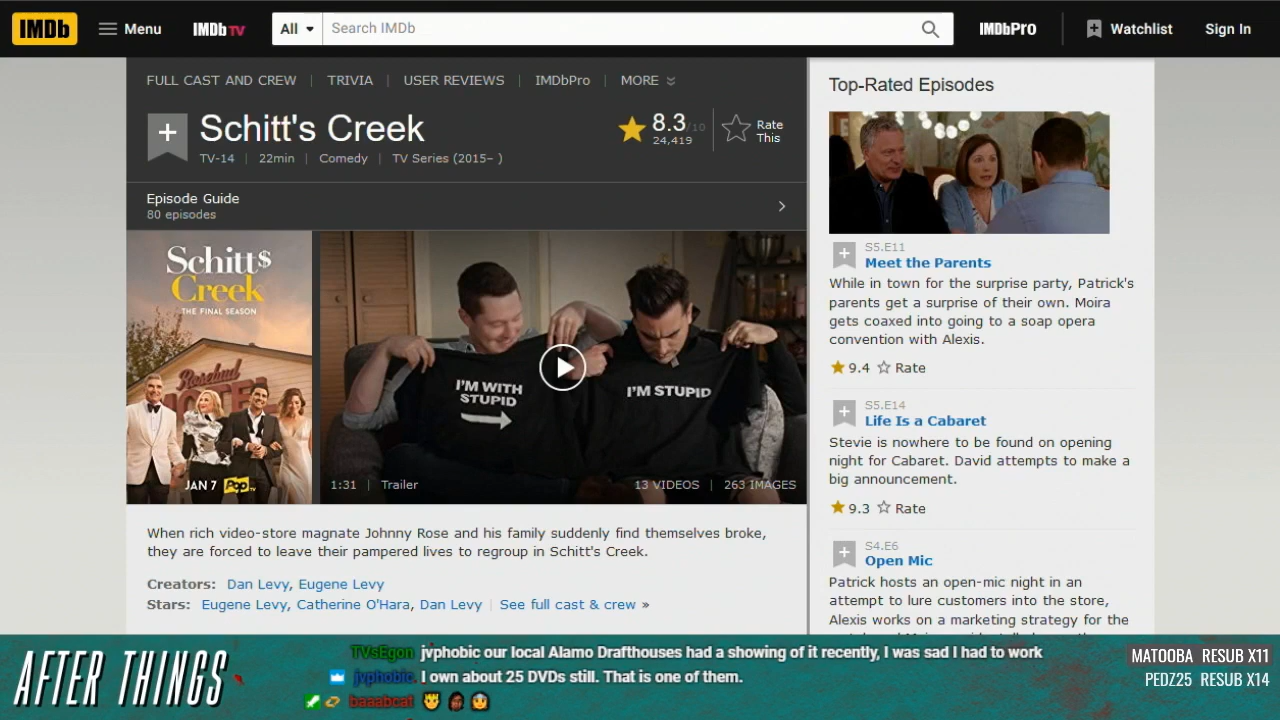 IMDb
Menu
IMDb TV
All
Search IMDb
IMDbPro
Watchlist
Sign In
FULL CAST AND CREW | TRIVIA | USER REVIEWS | IMDbPro | MORE
Schitt's Creek
8.3/10
24,419
Rate This
TV-14 | 22min | Comedy | TV Series (2015– )
Episode Guide
80 episodes
Schitt$
Creek
THE FINAL SEASON
Rosebud
MOTEL
JAN 7 Pop TV
I'M WITH
STUPID
I'M STUPID
1:31 | Trailer
13 VIDEOS | 263 IMAGES
When rich video-store magnate Johnny Rose and his family suddenly find themselves broke,
they are forced to leave their pampered lives to regroup in Schitt's Creek.
Creators: Dan Levy, Eugene Levy
Stars: Eugene Levy, Catherine O'Hara, Dan Levy | See full cast & crew »
Top-Rated Episodes
S5.E11
Meet the Parents
While in town for the surprise party, Patrick's
parents get a surprise of their own. Moira
gets coaxed into going to a soap opera
convention with Alexis.
9.4 Rate
S5.E14
Life Is a Cabaret
Stevie is nowhere to be found on opening
night for Cabaret. David attempts to make a
big announcement.
9.3 Rate
S4.E6
Open Mic
Patrick hosts an open-mic night in an
attempt to lure customers into the store,
Alexis works on a marketing strategy for the
AFTER THINGS
TVsEgon jvphobic our local Alamo Drafthouses had a showing of it recently, I was sad I had to work
jvphobic. I own about 25 DVDs still. That is one of them.
baaabcat
MATOOBA RESUB X11
PEDZ25 RESUB X14